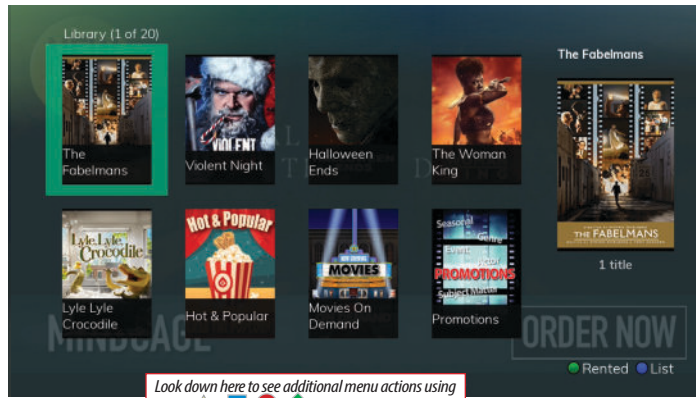 Library (1 of 20)
The Fabelmans
The
Fabelmans
VIOLENT
Violent Night
Halloween
Ends
The Woman
King
THE FABELMANS
1 title
Lyle Lyle
Crocodile
Lyle Lyle
Crocodile
Hot & Popular
Hot & Popular
NOW SHOWING
MOVIES
Movies On
Demand
Seasonal
Genre
Event
Actor
PROMOTIONS
Subject Matter
Promotions
MINDCAGE
ORDER NOW
Rented
List
Look down here to see additional menu actions using